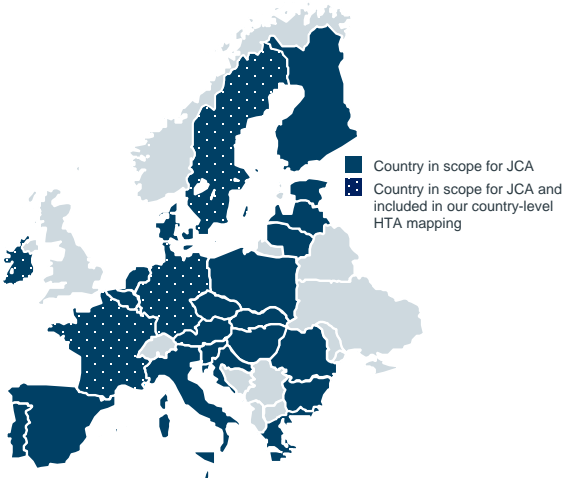 Country in scope for JCA
Country in scope for JCA and
included in our country-level
HTA mapping